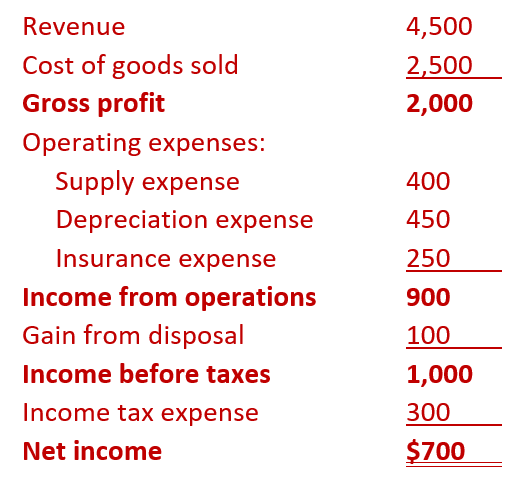 Revenue 4,500
Cost of goods sold 2,500
Gross profit 2,000
Operating expenses:
Supply expense 400
Depreciation expense 450
Insurance expense 250
Income from operations 900
Gain from disposal 100
Income before taxes 1,000
Income tax expense 300
Net income $700